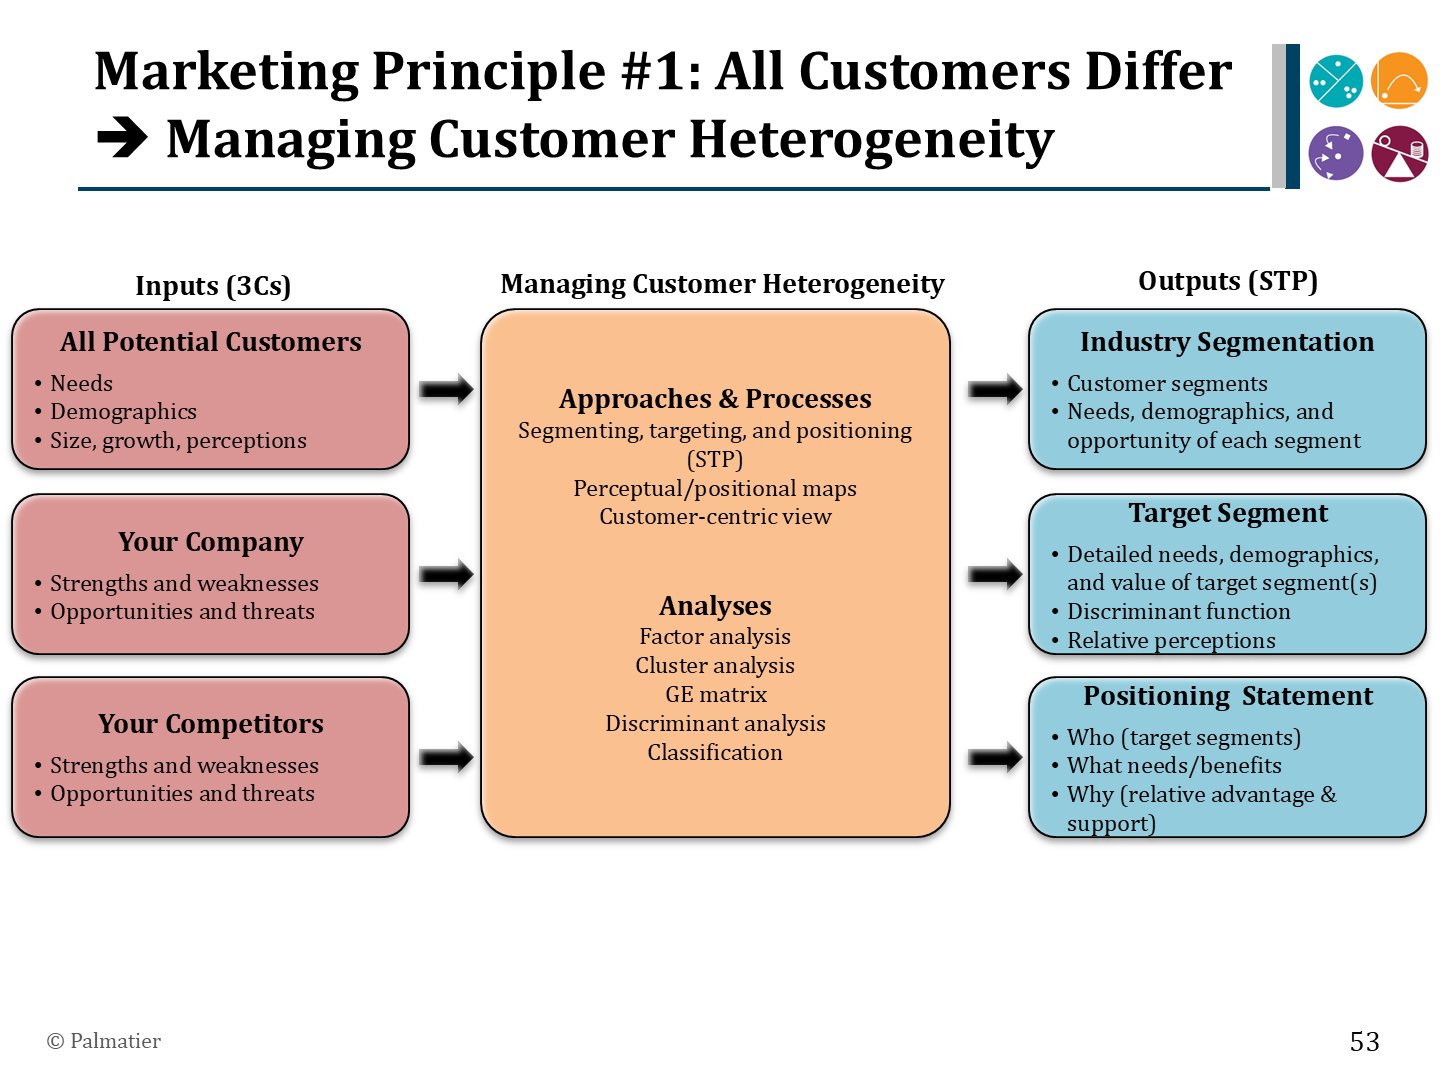 Marketing Principle #1: All Customers Differ
➔ Managing Customer Heterogeneity
Inputs (3Cs)
All Potential Customers
• Needs
• Demographics
• Size, growth, perceptions
Your Company
• Strengths and weaknesses
• Opportunities and threats
Your Competitors
• Strengths and weaknesses
• Opportunities and threats
Managing Customer Heterogeneity
Approaches & Processes
Segmenting, targeting, and positioning
(STP)
Perceptual/positional maps
Customer-centric view
Analyses
Factor analysis
Cluster analysis
GE matrix
Discriminant analysis
Classification
Outputs (STP)
Industry Segmentation
• Customer segments
• Needs, demographics, and
opportunity of each segment
Target Segment
• Detailed needs, demographics,
and value of target segment(s)
• Discriminant function
• Relative perceptions
Positioning  Statement
• Who (target segments)
• What needs/benefits
• Why (relative advantage &
support)
© Palmatier
53